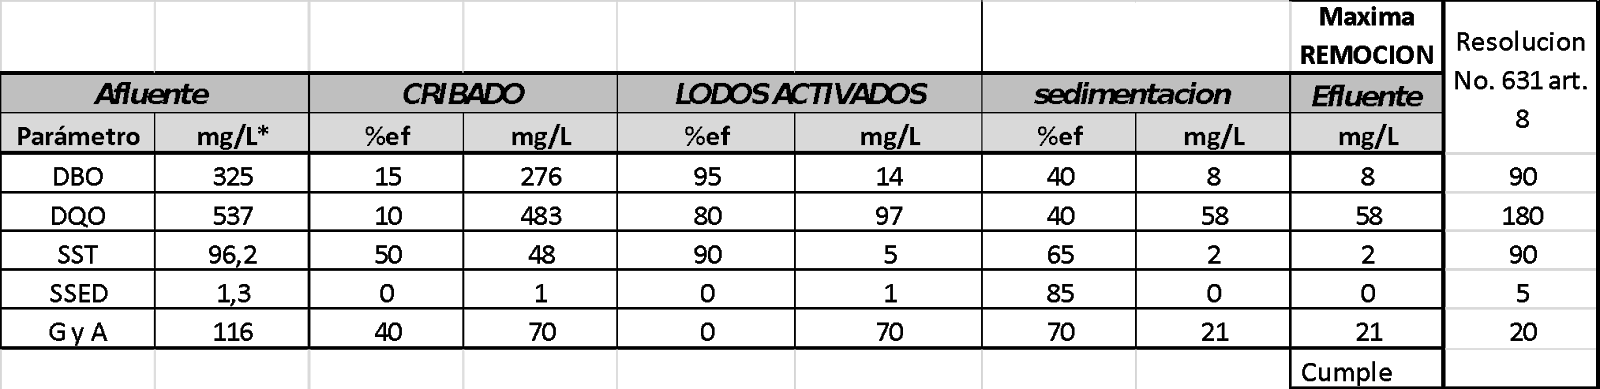 Maxima
REMOCION
Resolucion
No. 631 art.
8
Afluente CRIBADO LODOS ACTIVADOS sedimentacion Efluente
Parámetro mg/L* %ef mg/L %ef mg/L %ef mg/L mg/L
DBO 325 15 276 95 14 40 8 8 90
DQO 537 10 483 80 97 40 58 58 180
SST 96,2 50 48 90 5 65 2 2 90
SSED 1,3 0 1 0 1 85 0 0 5
G y A 116 40 70 0 70 70 21 21 20
Cumple